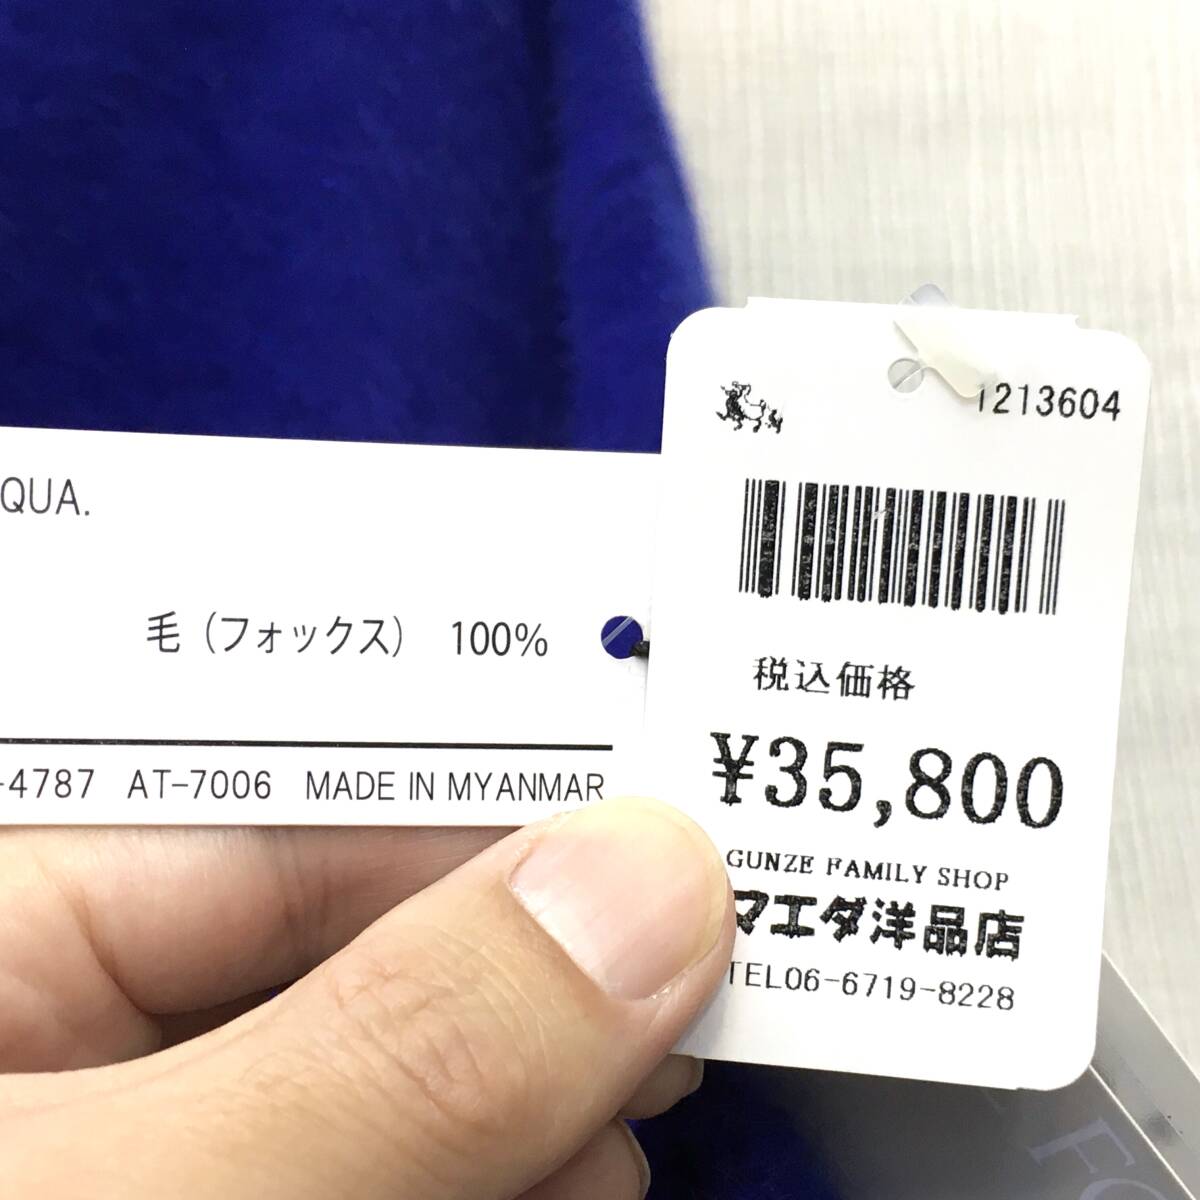 QUA.
毛（フォックス） 100%
-4787 AT-7006 MADE IN MYANMAR
1213604
税込価格
¥35,800
GUNZE FAMILY SHOP
マエダ洋品店
TEL06-6719-8228